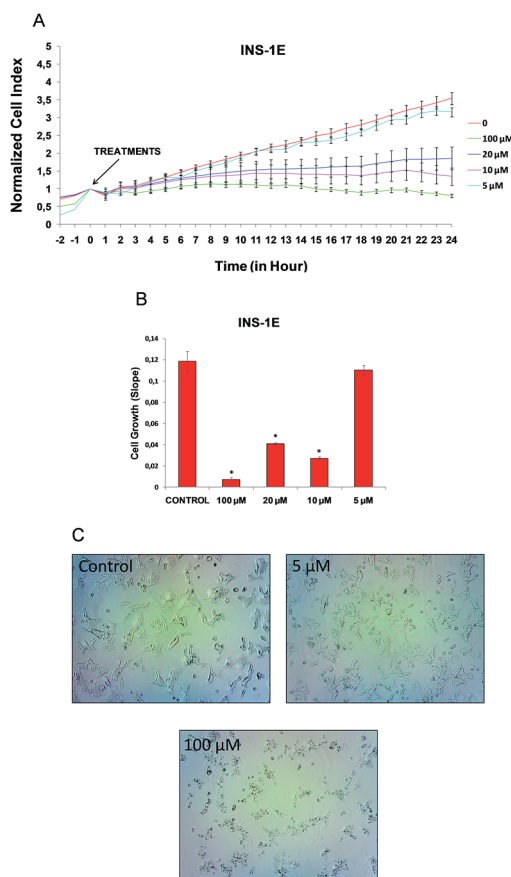 A
INS-1E
Normalized Cell Index
5
4,5
4
3,5
3
2,5
2
1,5
1
0,5
0
TREATMENTS
0
100 µM
20 µM
10 µM
5 µM
-2 -1 0 1 2 3 4 5 6 7 8 9 10 11 12 13 14 15 16 17 18 19 20 21 22 23 24
Time (in Hour)
B
INS-1E
Cell Growth (Slope)
0,14
0,12
0,1
0,08
0,06
0,04
0,02
0
* * *
CONTROL 100 µM 20 µM 10 µM 5 µM
C
Control
5 µM
100 µM